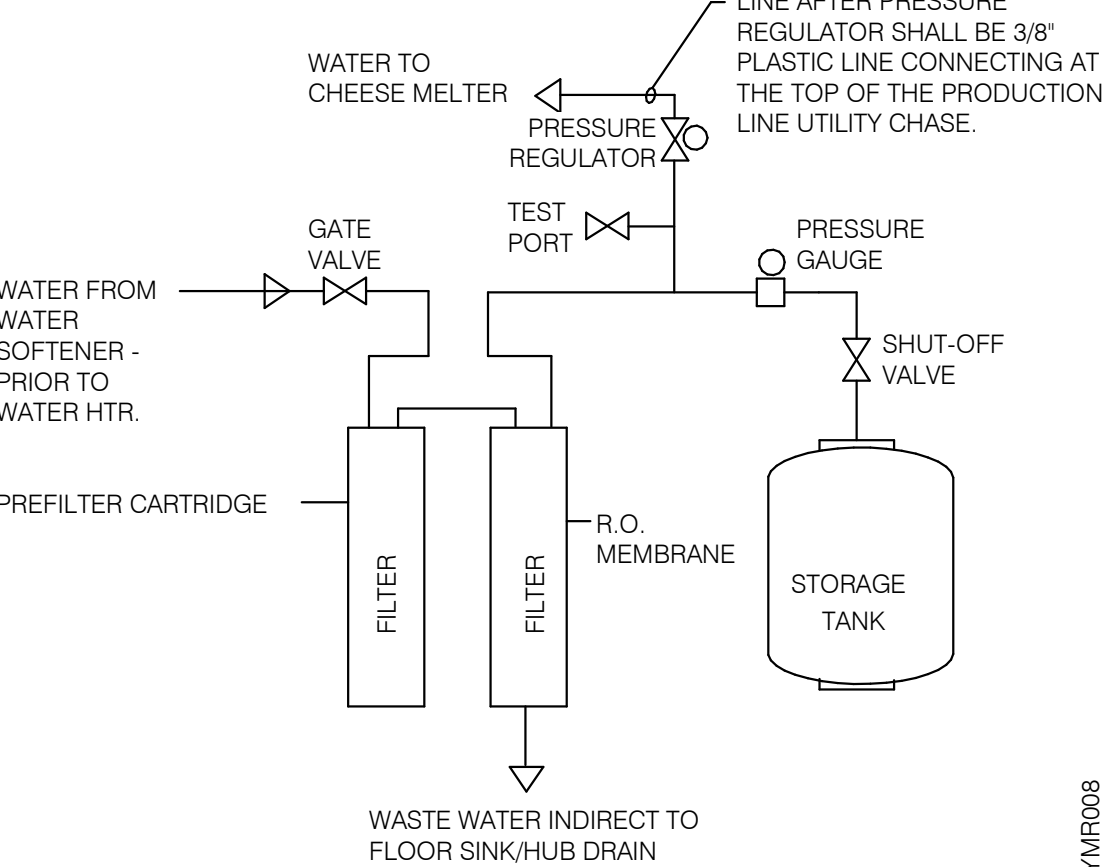 LINE AFTER PRESSURE
REGULATOR SHALL BE 3/8"
PLASTIC LINE CONNECTING AT
THE TOP OF THE PRODUCTION
LINE UTILITY CHASE.
WATER TO
CHEESE MELTER
PRESSURE
REGULATOR
TEST
PORT
GATE
VALVE
PRESSURE
GAUGE
WATER FROM
WATER
SOFTENER -
PRIOR TO
WATER HTR.
SHUT-OFF
VALVE
PREFILTER CARTRIDGE
FILTER
FILTER
R.O.
MEMBRANE
STORAGE
TANK
WASTE WATER INDIRECT TO
FLOOR SINK/HUB DRAIN
YMR008